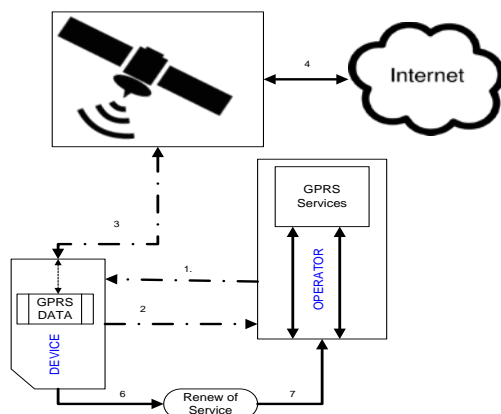 4
Internet
GPRS
Services
3
1.
OPERATOR
GPRS
DATA
2
DEVICE
6
Renew of
Service
7